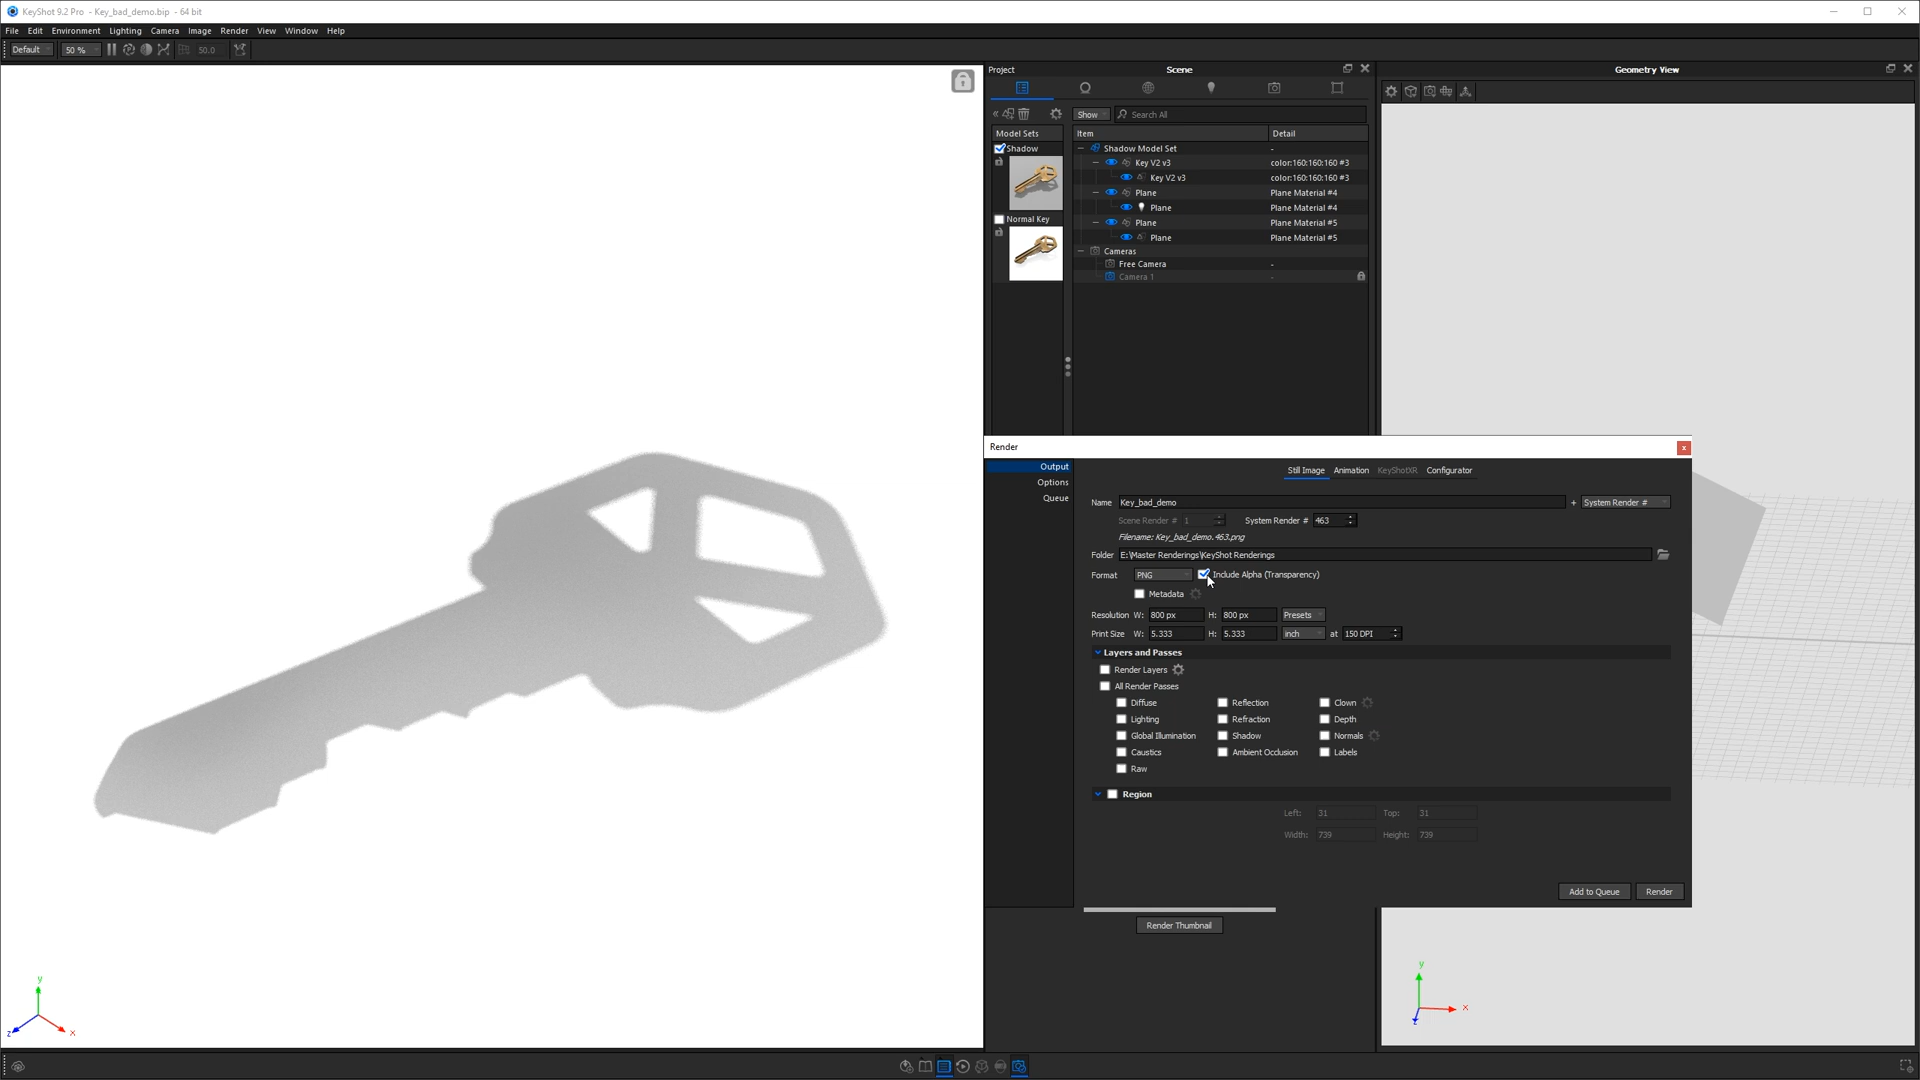 KeyShot 9.2 Pro - Key_bad_demo.bip - 64 bit
File Edit Environment Lighting Camera Image Render View Window Help
Default 50 % 50.0
Project Scene
Geometry View
Show Search All
Model Sets Item Detail
Shadow
Shadow Model Set -
Key V2 v3 color:160:160:160 #3
Key V2 v3 color:160:160:160 #3
Plane Plane Material #4
Plane Plane Material #4
Normal Key
Plane Plane Material #5
Plane Plane Material #5
Cameras
Free Camera -
Camera 1 -
Render
Output
Options
Queue
Still Image Animation KeyShotXR Configurator
Name Key_bad_demo + System Render #
Scene Render # 1 System Render # 463
Filename: Key_bad_demo.463.png
Folder E:\Master Renderings\KeyShot Renderings
Format PNG Include Alpha (Transparency)
Metadata
Resolution W: 800 px H: 800 px Presets
Print Size W: 5.333 H: 5.333 inch at 150 DPI
Layers and Passes
Render Layers
All Render Passes
Diffuse Reflection Clown
Lighting Refraction Depth
Global Illumination Shadow Normals
Caustics Ambient Occlusion Labels
Raw
Region
Left: 31 Top: 31
Width: 739 Height: 739
Add to Queue Render
Render Thumbnail
y
z
x
y
x
z